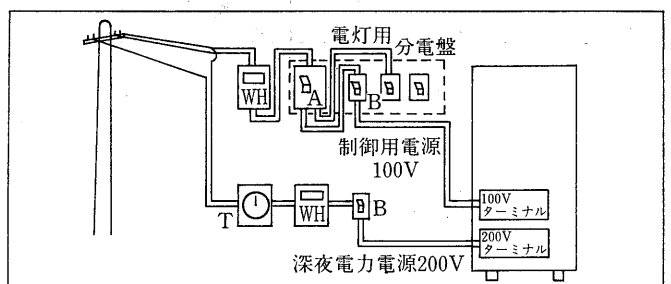 電灯用
分電盤
WH
A
B
制御用電源
100V
100V
ターミナル
T
WH
B
200V
ターミナル
深夜電力電源200V